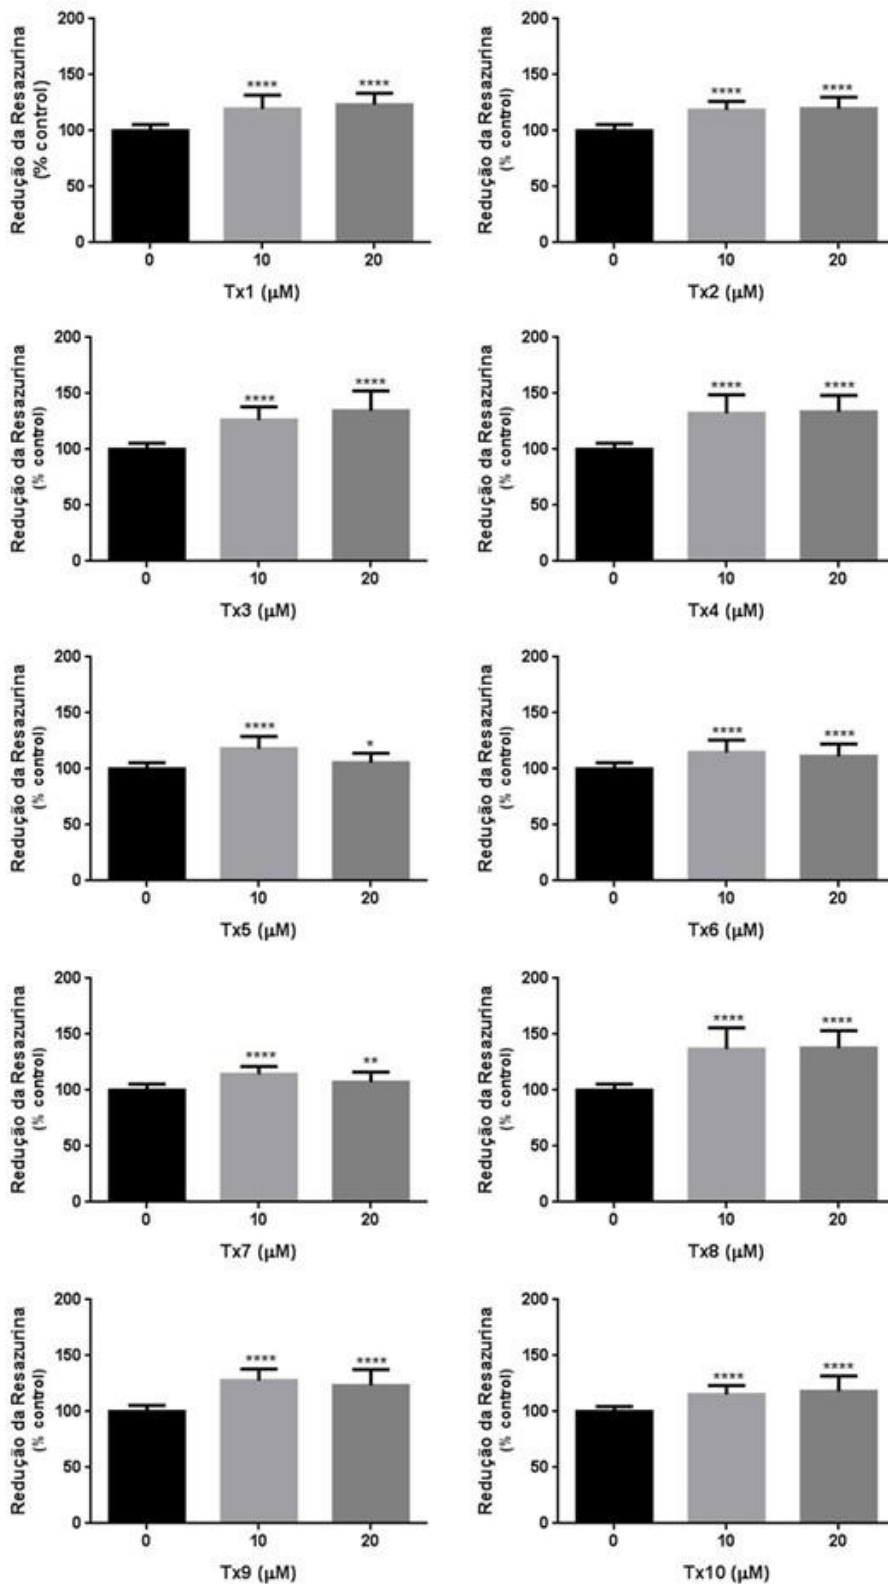 Redução da Resazurina
(% control)
200
150
100
50
0
**** ****
0 10 20
Tx1 (μM)
Redução da Resazurina
(% control)
200
150
100
50
0
**** ****
0 10 20
Tx2 (μM)
Redução da Resazurina
(% control)
200
150
100
50
0
**** ****
0 10 20
Tx3 (μM)
Redução da Resazurina
(% control)
200
150
100
50
0
**** ****
0 10 20
Tx4 (μM)
Redução da Resazurina
(% control)
200
150
100
50
0
**** *
0 10 20
Tx5 (μM)
Redução da Resazurina
(% control)
200
150
100
50
0
**** ****
0 10 20
Tx6 (μM)
Redução da Resazurina
(% control)
200
150
100
50
0
**** **
0 10 20
Tx7 (μM)
Redução da Resazurina
(% control)
200
150
100
50
0
**** ****
0 10 20
Tx8 (μM)
Redução da Resazurina
(% control)
200
150
100
50
0
**** ****
0 10 20
Tx9 (μM)
Redução da Resazurina
(% control)
200
150
100
50
0
**** ****
0 10 20
Tx10 (μM)